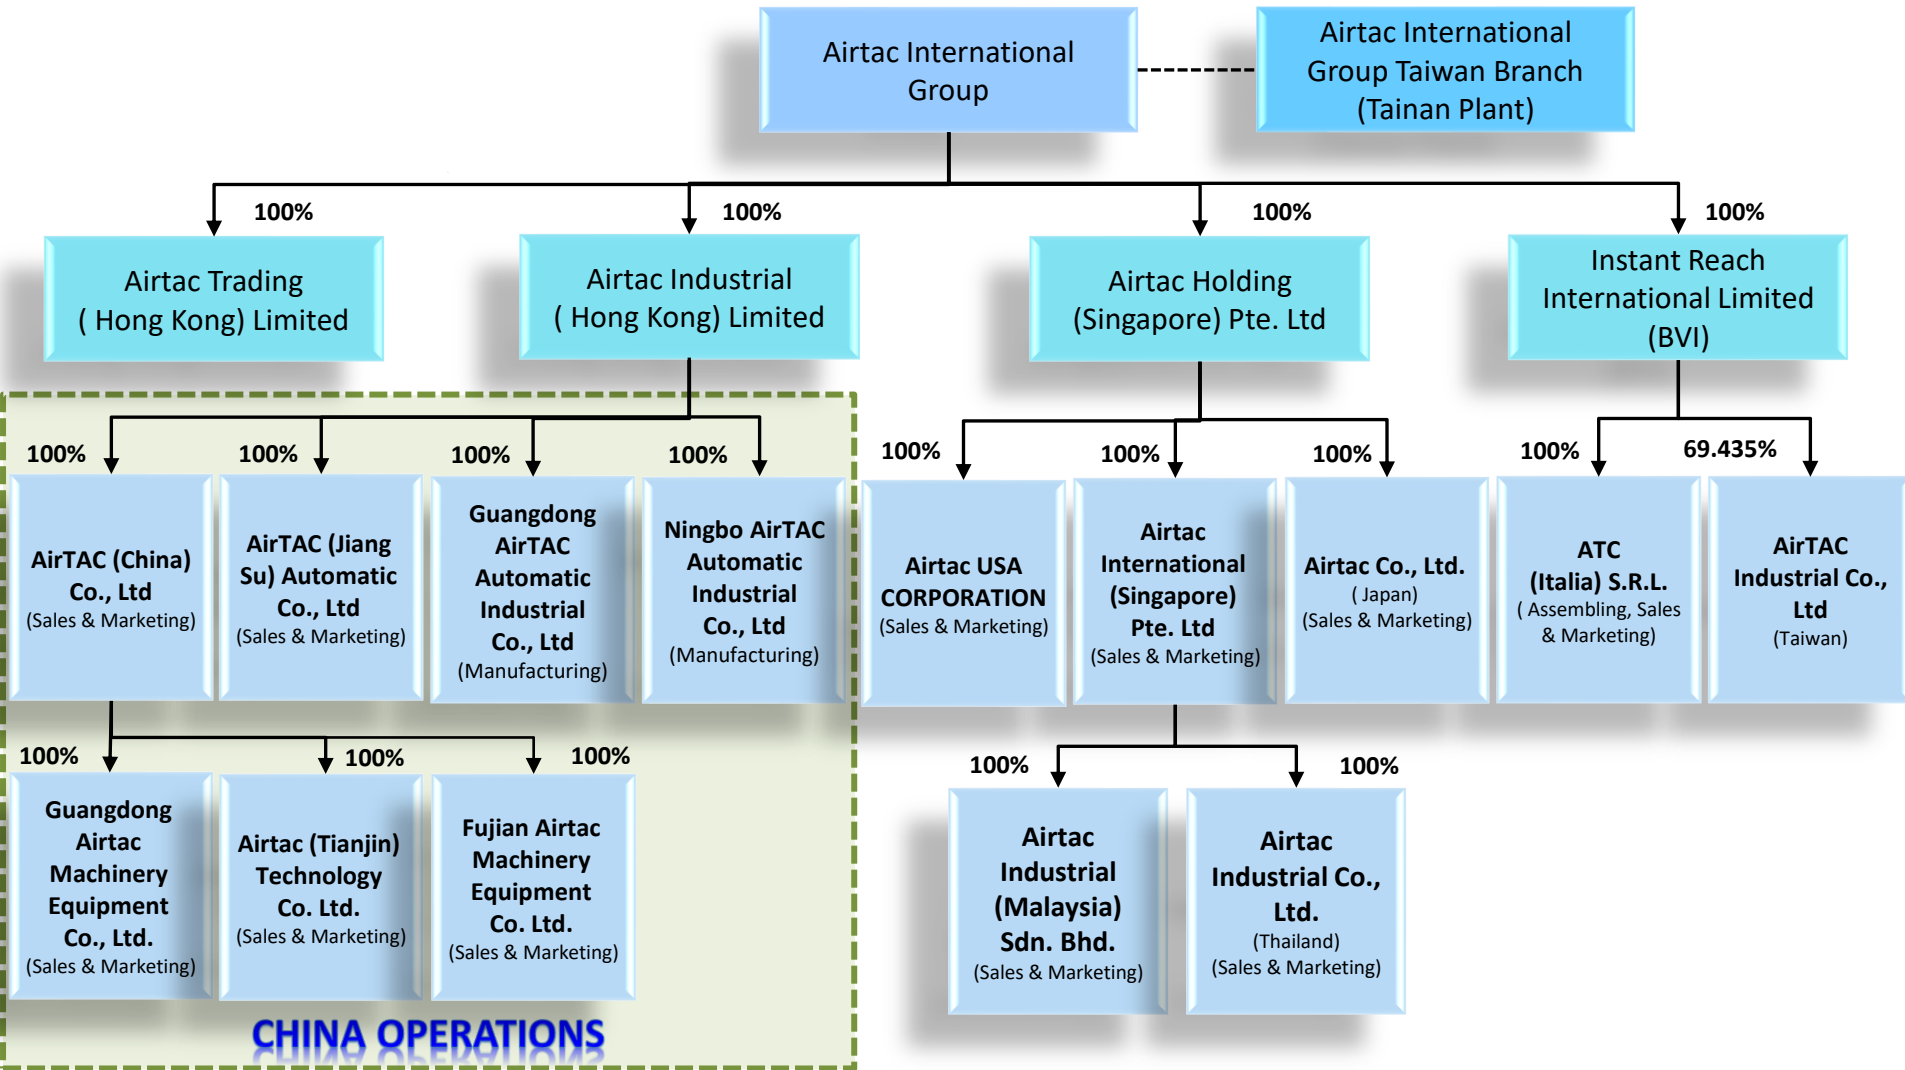 Airtac International
Group
Airtac International
Group Taiwan Branch
(Tainan Plant)
100%
100%
100%
100%
Airtac Trading
( Hong Kong) Limited
Airtac Industrial
( Hong Kong) Limited
Airtac Holding
(Singapore) Pte. Ltd
Instant Reach
International Limited
(BVI)
100%
100%
100%
100%
100%
100%
100%
100%
69.435%
AirTAC (China)
Co., Ltd
(Sales & Marketing)
AirTAC (Jiang
Su) Automatic
Co., Ltd
(Sales & Marketing)
Guangdong
AirTAC
Automatic
Industrial
Co., Ltd
(Manufacturing)
Ningbo AirTAC
Automatic
Industrial
Co., Ltd
(Manufacturing)
Airtac USA
CORPORATION
(Sales & Marketing)
Airtac
International
(Singapore)
Pte. Ltd
(Sales & Marketing)
Airtac Co., Ltd.
( Japan)
(Sales & Marketing)
ATC
(Italia) S.R.L.
( Assembling, Sales
& Marketing)
AirTAC
Industrial Co.,
Ltd
(Taiwan)
100%
100%
100%
100%
100%
Guangdong
Airtac
Machinery
Equipment
Co., Ltd.
(Sales & Marketing)
Airtac (Tianjin)
Technology
Co. Ltd.
(Sales & Marketing)
Fujian Airtac
Machinery
Equipment
Co. Ltd.
(Sales & Marketing)
Airtac
Industrial
(Malaysia)
Sdn. Bhd.
(Sales & Marketing)
Airtac
Industrial Co.,
Ltd.
(Thailand)
(Sales & Marketing)
CHINA OPERATIONS